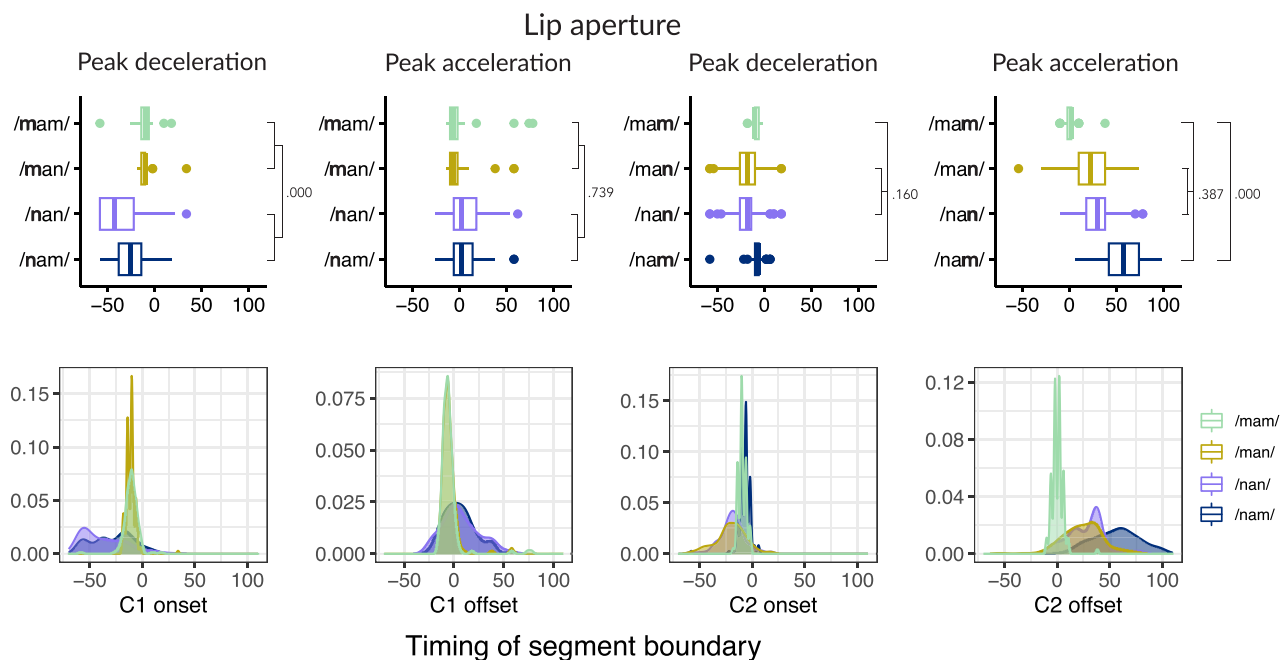 Lip aperture
Peak deceleration
Peak acceleration
Peak deceleration
Peak acceleration
/mam/
/man/
/nan/
/nam/
.000
−50
0
50
100
/mam/
/man/
/nan/
/nam/
.739
−50
0
50
100
/mam/
/man/
/nan/
/nam/
.160
−50
0
50
100
/mam/
/man/
/nan/
/nam/
.387
.000
−50
0
50
100
0.15
0.10
0.05
0.00
−50
0
50
100
C1 onset
0.075
0.050
0.025
0.000
−50
0
50
100
C1 offset
0.15
0.10
0.05
0.00
−50
0
50
100
C2 onset
0.12
0.08
0.04
0.00
−50
0
50
100
C2 offset
/mam/
/man/
/nan/
/nam/
Timing of segment boundary